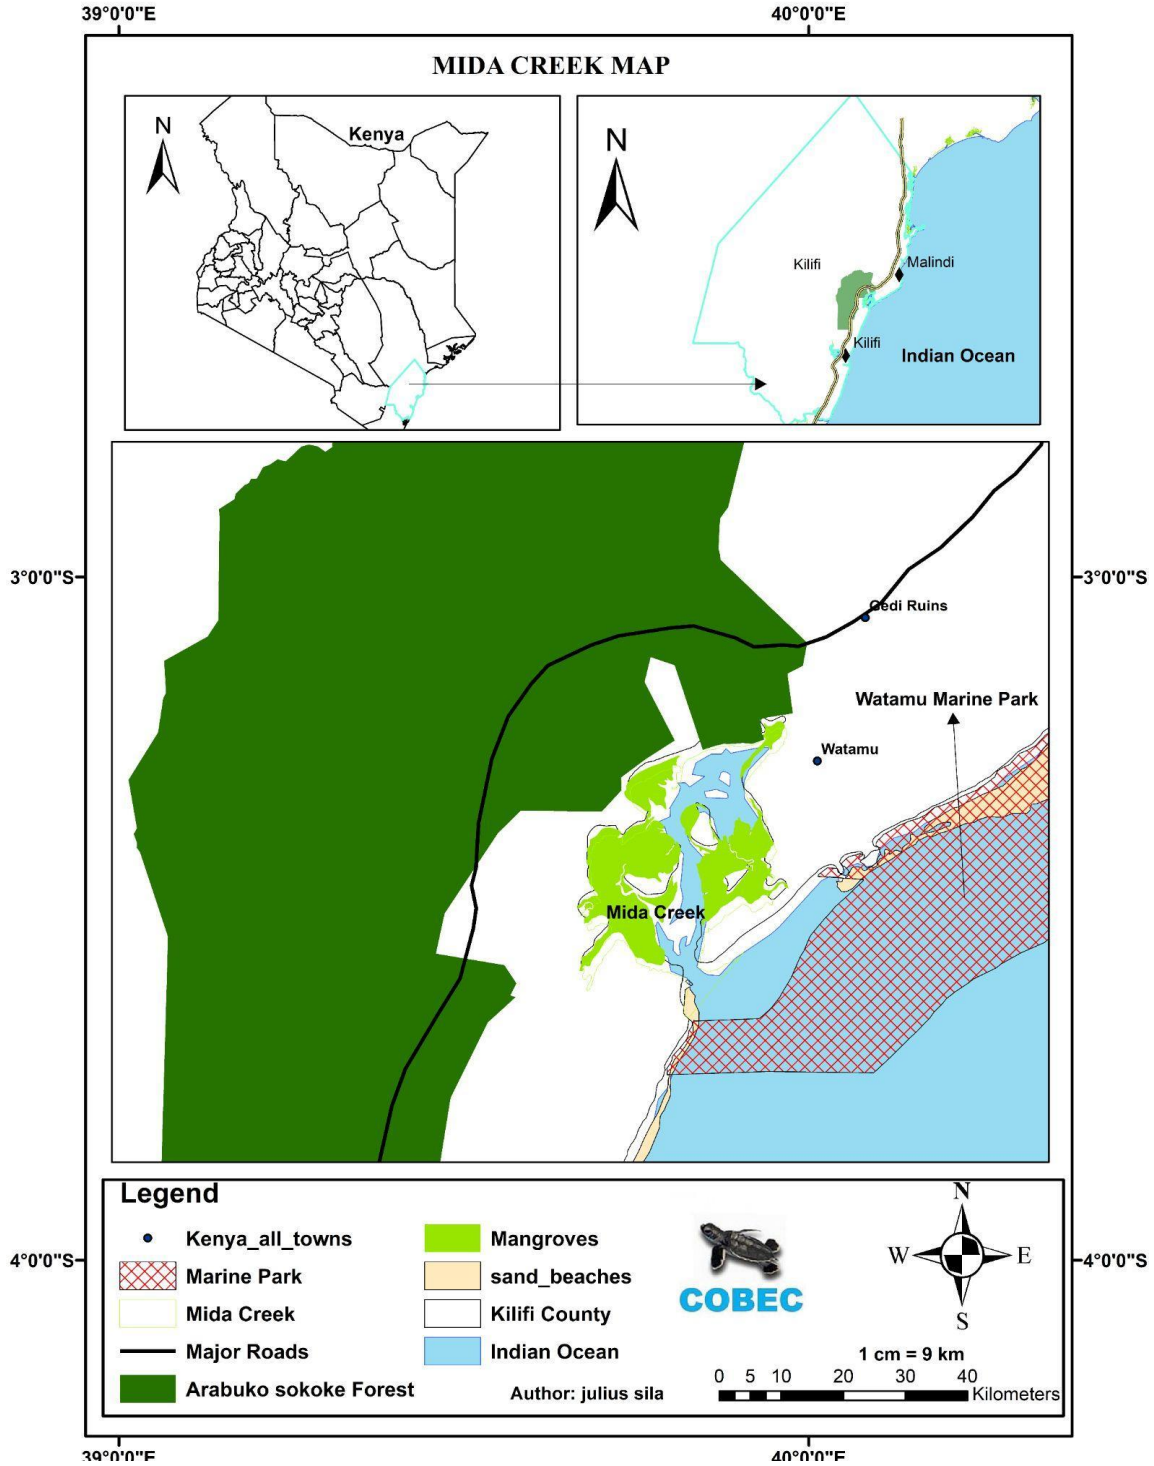 39°0'0"E 40°0'0"E
MIDA CREEK MAP
N
Kenya
N
Kilifi
Malindi
Kilifi
Indian Ocean
3°0'0"S 3°0'0"S
Gedi Ruins
Watamu Marine Park
Watamu
Mida Creek
Legend
Kenya_all_towns
Marine Park
Mida Creek
Major Roads
Arabuko sokoke Forest
Mangroves
sand_beaches
Kilifi County
Indian Ocean
Author: julius sila
COBEC
N
W E
S
1 cm = 9 km
0 5 10 20 30 40
Kilometers
4°0'0"S 4°0'0"S
39°0'0"E 40°0'0"E